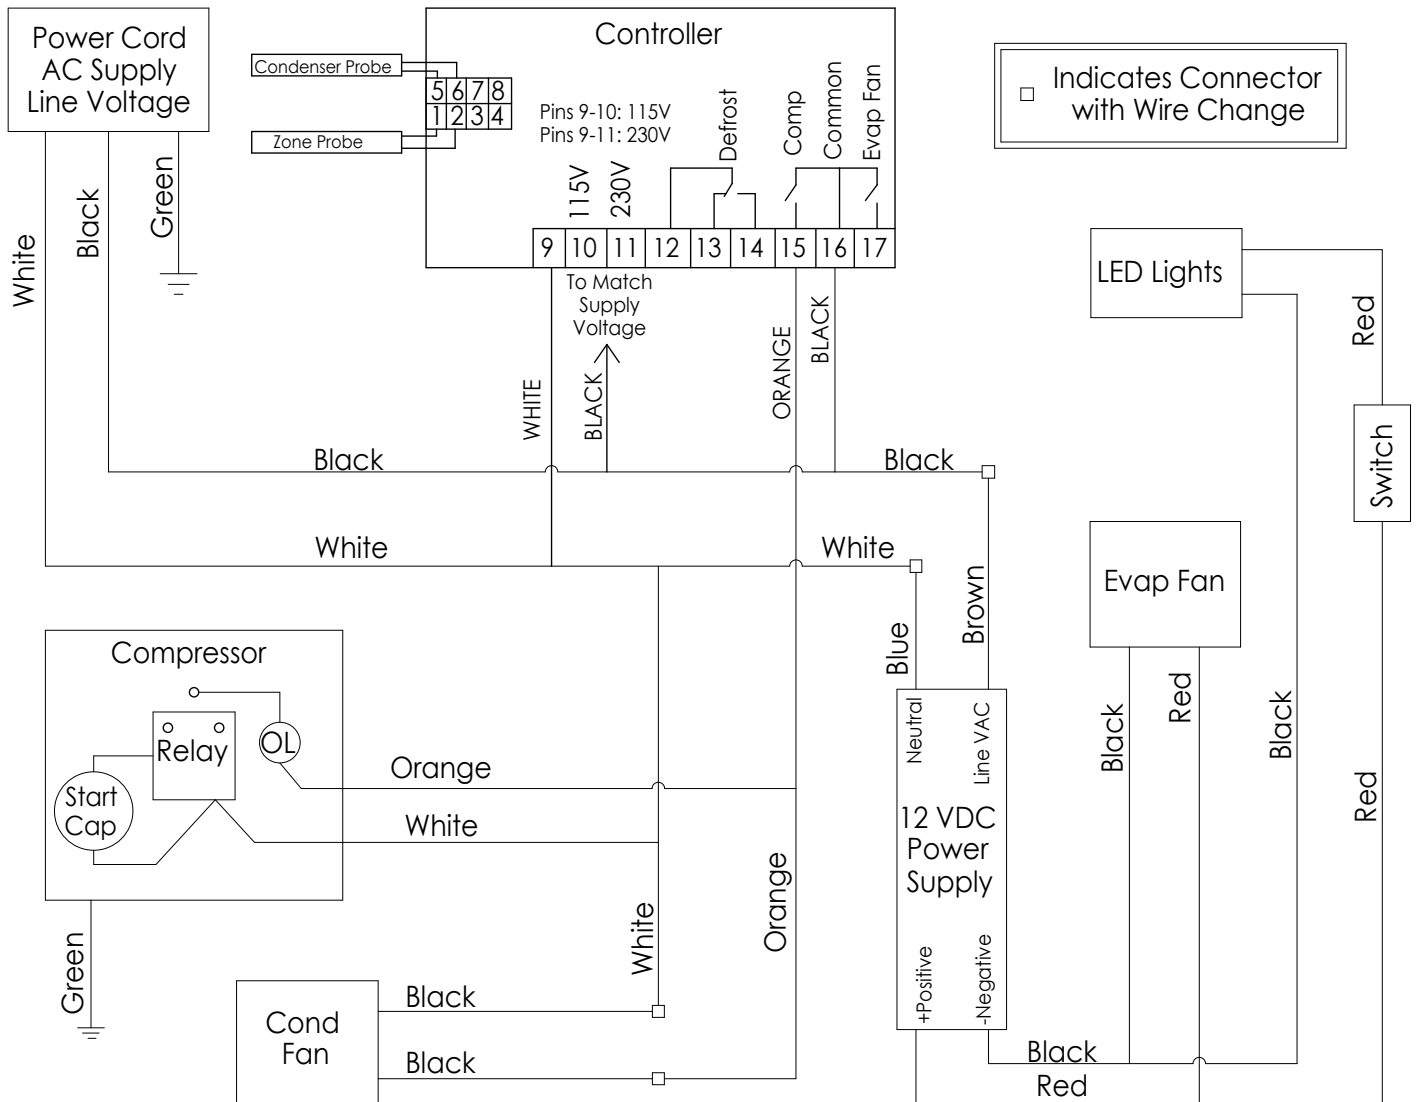 Power Cord
AC Supply
Line Voltage
Controller
Condenser Probe
Zone Probe
5 6 7 8
1 2 3 4
Pins 9-10: 115V
Pins 9-11: 230V
115V
230V
Defrost
Comp
Common
Evap Fan
9 10 11 12 13 14 15 16 17
To Match
Supply
Voltage
Indicates Connector
with Wire Change
White
Black
Green
WHITE
BLACK
ORANGE
BLACK
LED Lights
Red
Switch
Black
Black
White
White
Blue
Brown
Evap Fan
Compressor
Relay
OL
Start
Cap
Orange
White
Neutral
Line VAC
12 VDC
Power
Supply
+Positive
-Negative
Black
Red
Black
Red
Green
White
Orange
Cond
Fan
Black
Black
Black
Red